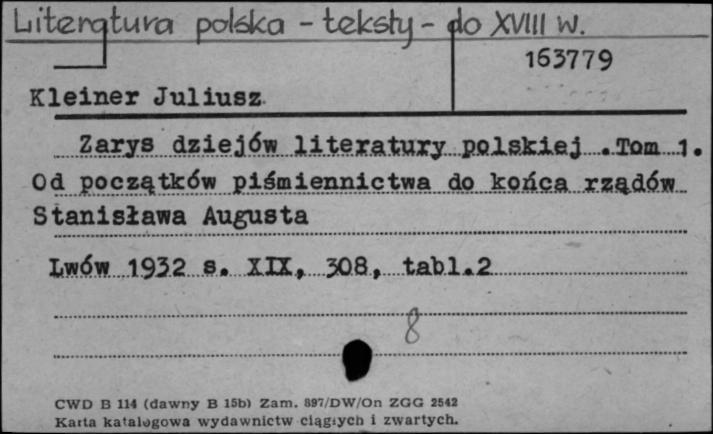 Literatura polska - teksty - do XVIII w.
163779
Kleiner Juliusz
Zarys dziejów literatury polskiej . Tom 1.
Od początków piśmiennictwa do końca rządów
Stanisława Augusta
Lwów 1932 s. XIX, 308, tabl.2
8
CWD B 114 (dawny B 15b) Zam. 897/DW/On ZGG 2542
Karta katalogowa wydawnictw ciągłych i zwartych.